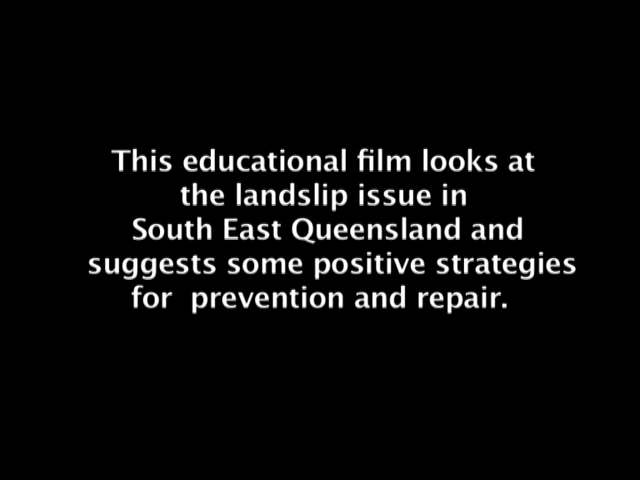 This educational film looks at
the landslip issue in
South East Queensland and
suggests some positive strategies
for  prevention and repair.